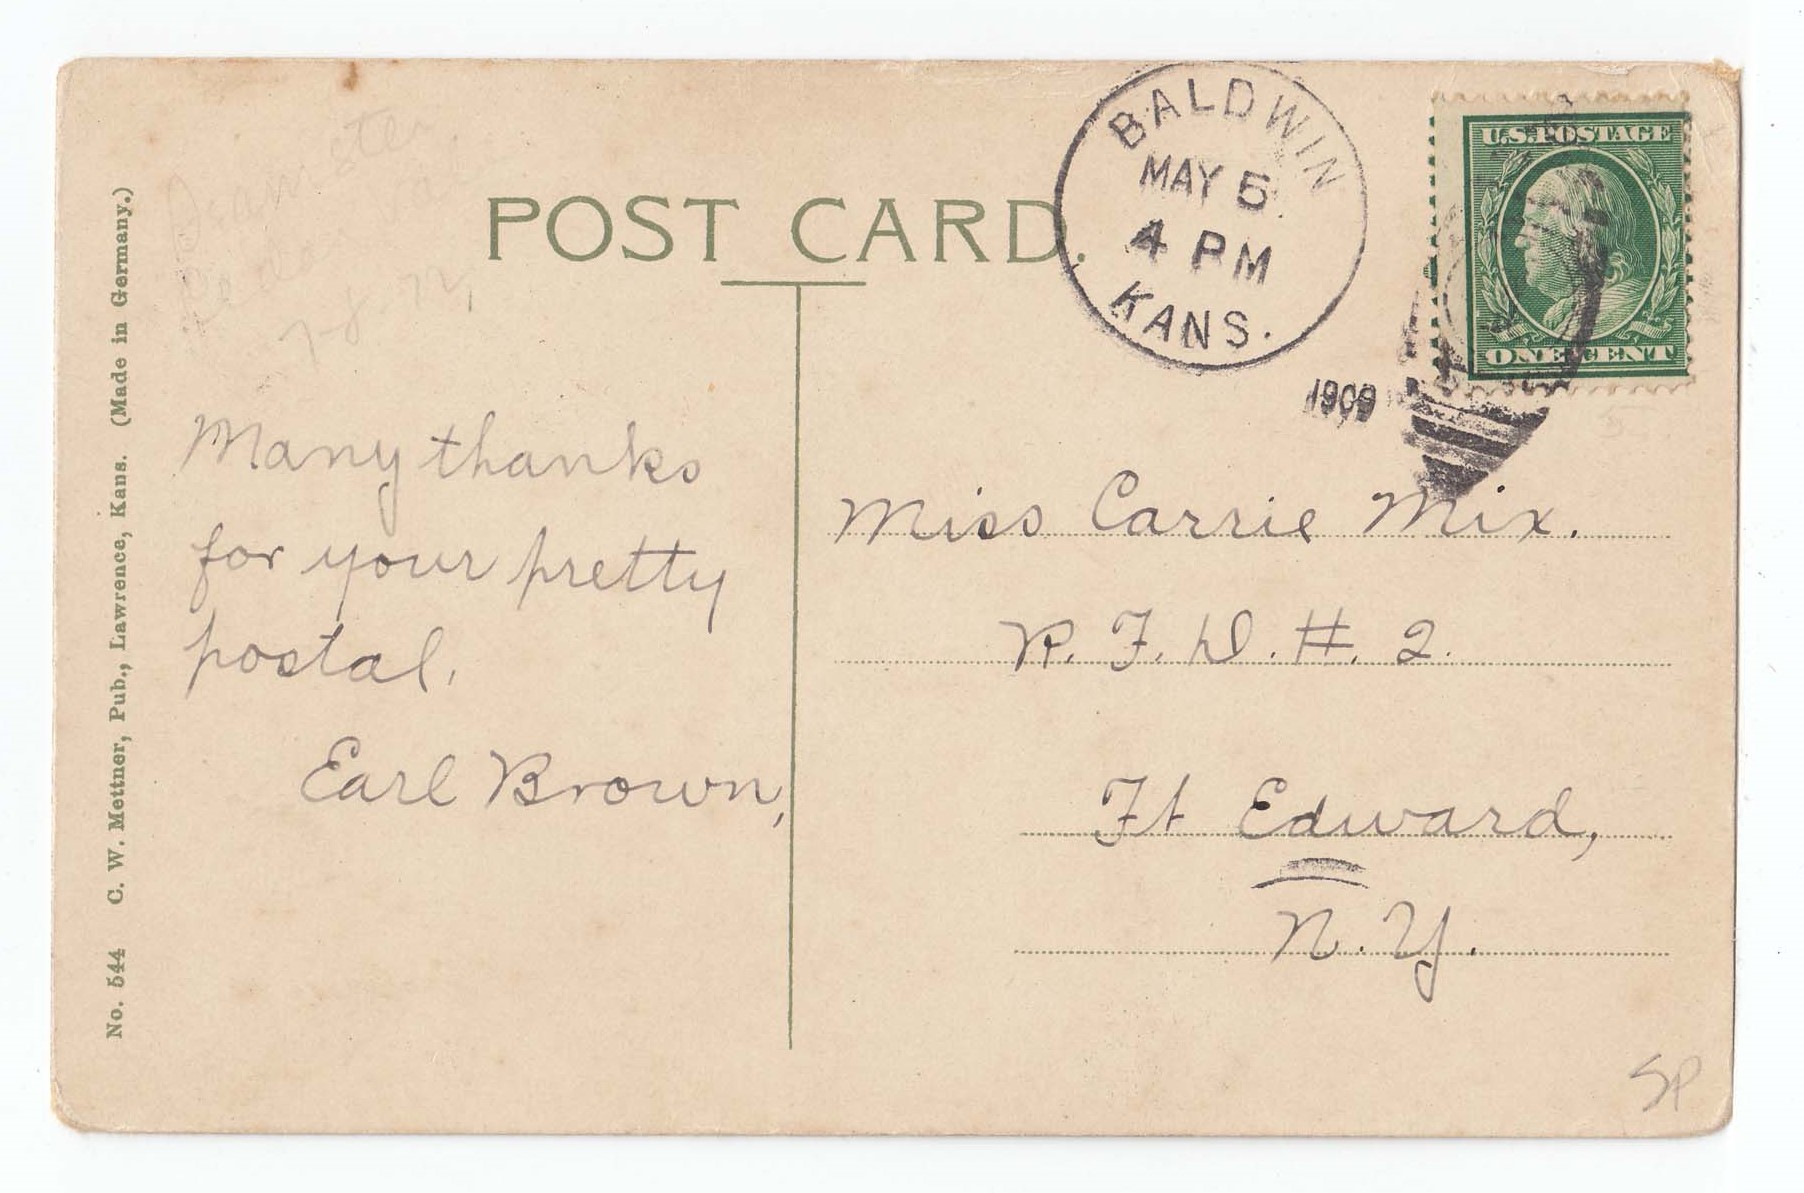 POST CARD.
BALDWIN
MAY 5
4 PM
KANS.
1909
U.S. POSTAGE
ONE CENT
Many thanks
for your pretty
postal.
Earl Brown,
Miss Carrie Mix.
R. F. D. #. 2.
Ft Edward,
N. Y.
No. 544 C. W. Mettner, Pub., Lawrence, Kans. (Made in Germany.)
SP